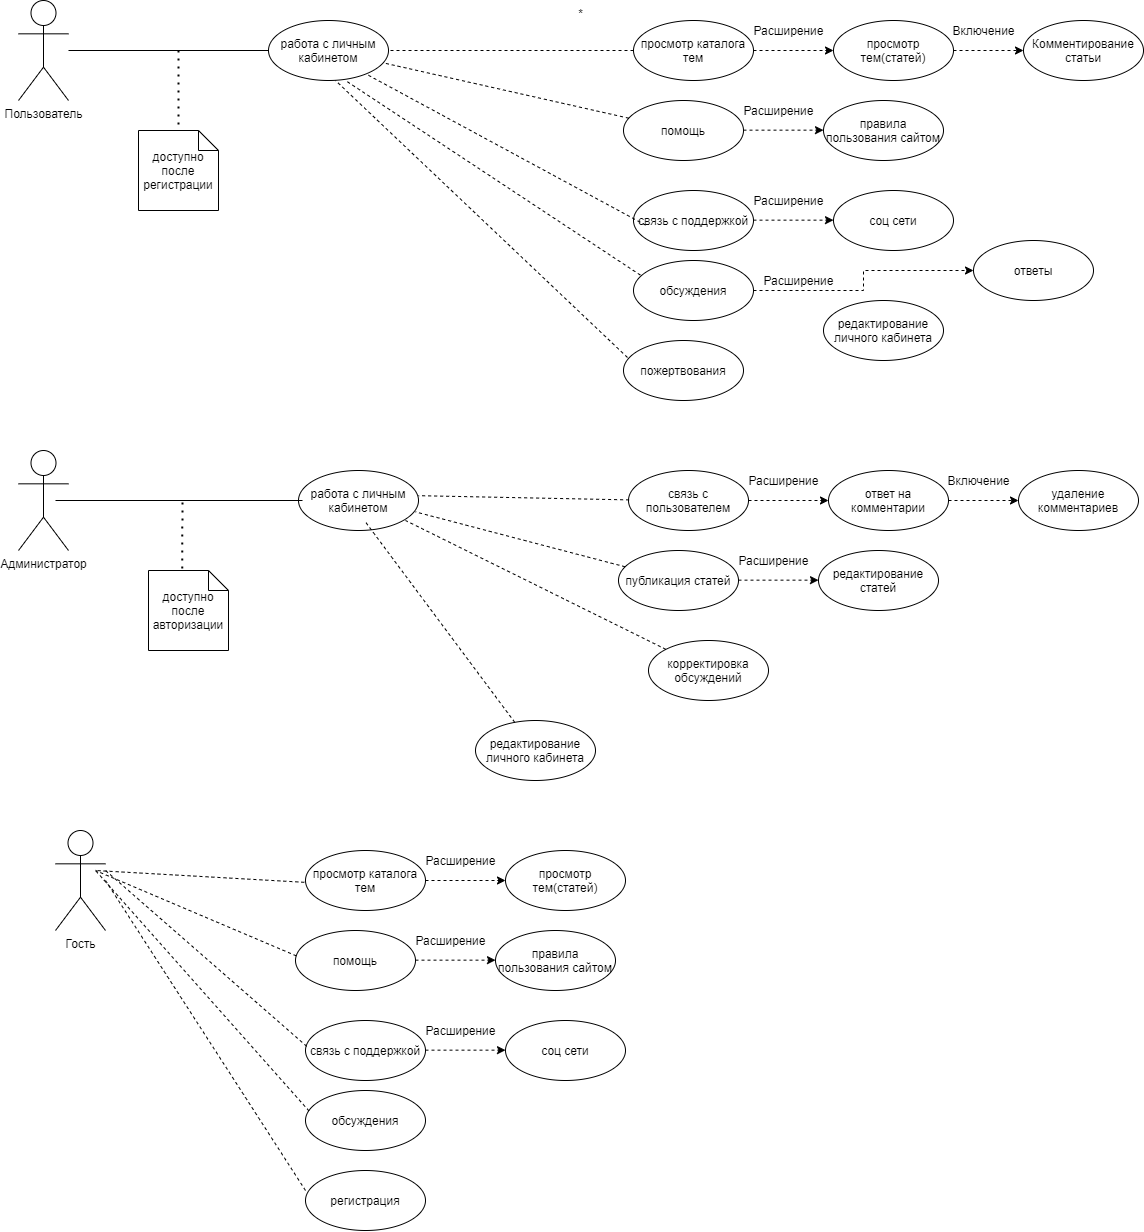 *
Пользователь
работа с личным
кабинетом
доступно
после
регистрации
просмотр каталога
тем
Расширение
просмотр
тем(статей)
Включение
Комментирование
статьи
помощь
Расширение
правила
пользования сайтом
связь с поддержкой
Расширение
соц сети
обсуждения
Расширение
ответы
редактирование
личного кабинета
пожертвования
Администратор
работа с личным
кабинетом
доступно
после
авторизации
связь с
пользователем
Расширение
ответ на
комментарии
Включение
удаление
комментариев
публикация статей
Расширение
редактирование
статей
корректировка
обсуждений
редактирование
личного кабинета
Гость
просмотр каталога
тем
Расширение
просмотр
тем(статей)
помощь
Расширение
правила
пользования сайтом
связь с поддержкой
Расширение
соц сети
обсуждения
регистрация